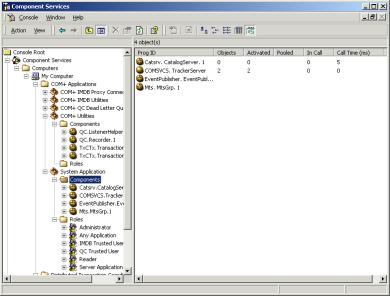 Component Services
Console Window Help
Action View
4 object(s)
Console Root
Component Services
Computers
My Computer
COM+ Applications
COM+ IMDB Proxy Connec
COM+ IMDB Utilities
COM+ QC Dead Letter Qu
COM+ Utilities
Components
QC.ListenerHelper
QC.Recorder.1
TxCTx.Transaction
TxCTx.Transaction
Roles
System Application
Components
Catsrv.CatalogSer
COMSVCS.Tracker
EventPublisher.Eve
Mts.MtsGrp.1
Roles
Administrator
Any Application
IMDB Trusted User
QC Trusted User
Reader
Server Application
Prog ID Objects Activated Pooled In Call Call Time (ms)
Catsrv. CatalogServer. 1 0 0 0 5
COMSVCS. TrackerServer 2 2 0 0
EventPublisher. EventPubl...
Mts. MtsGrp. 1